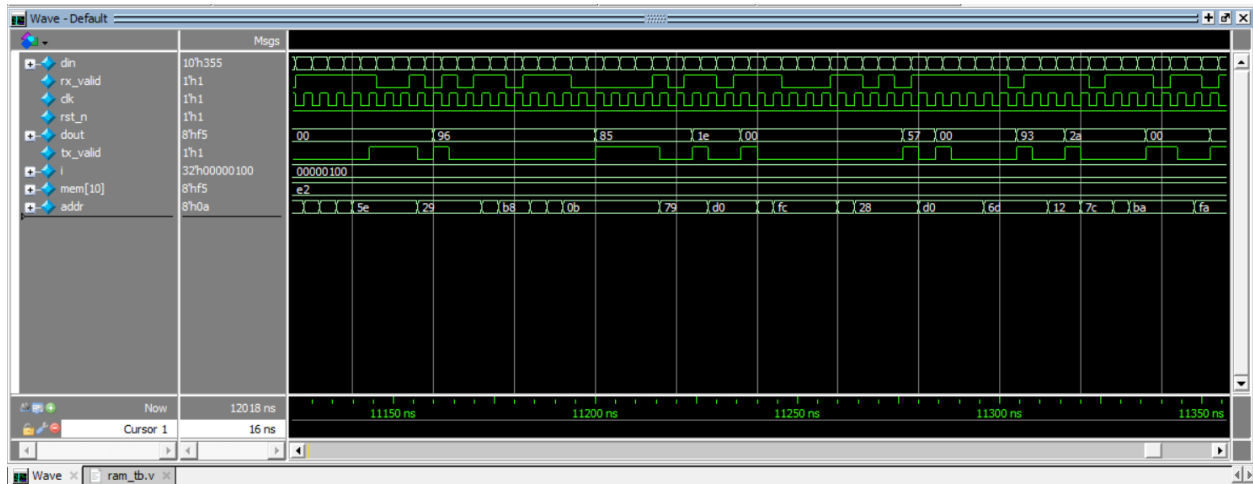 Wave - Default
Msgs
din 10'h355
rx_valid 1'h1
clk 1'h1
rst_n 1'h1
dout 8'hf5 00 96 85 1e 00 57 00 93 2a 00
tx_valid 1'h1
i 32'h00000100 00000100
mem[10] 8'hf5 e2
addr 8'h0a 5e 29 b8 0b 79 d0 fc 28 d0 6d 12 7c ba fa
Now 12018 ns 11150 ns 11200 ns 11250 ns 11300 ns 11350 ns
Cursor 1 16 ns
Wave ram_tb.v